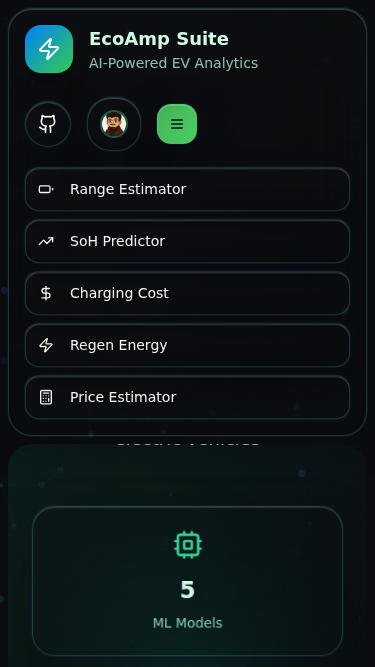 EcoAmp Suite
AI-Powered EV Analytics
Range Estimator
SoH Predictor
Charging Cost
Regen Energy
Price Estimator
5
ML Models